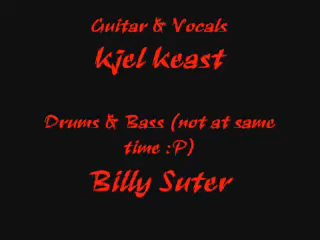 Guitar & Vocals
Kjel Keast
Drums & Bass (not at same
time :P)
Billy Suter